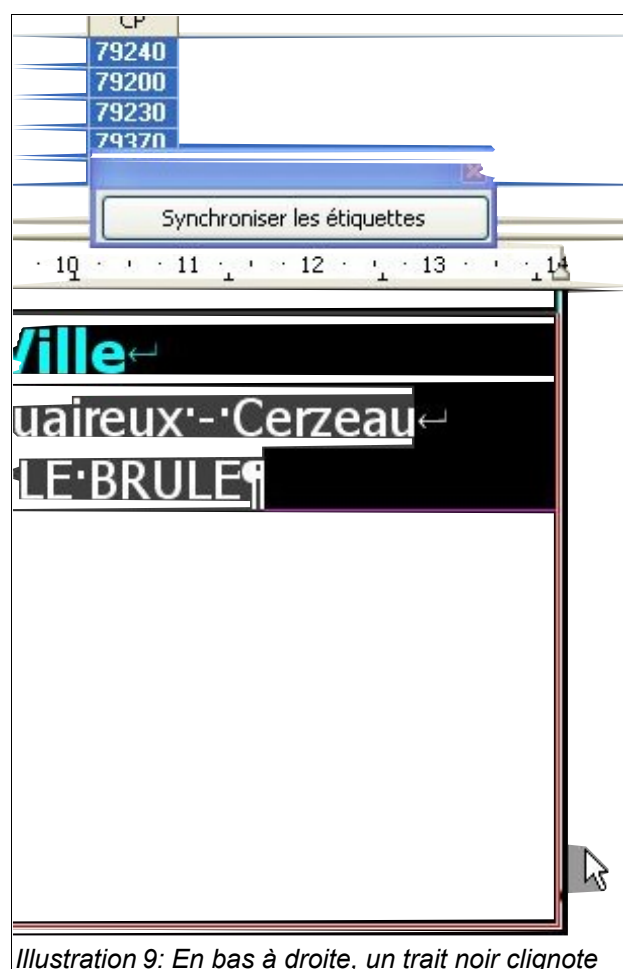 CP
79240
79200
79230
79370
Synchroniser les étiquettes
10 11 12 13 14
Ville↵
uaireux·-·Cerzeau↵
LE·BRULE¶
Illustration 9: En bas à droite, un trait noir clignote